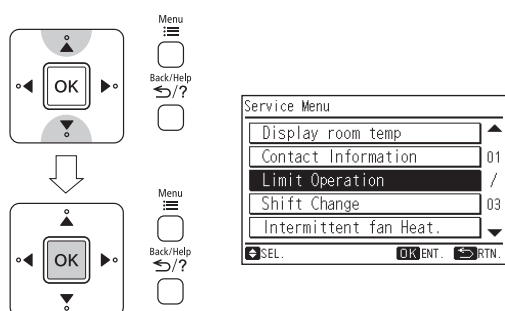 Menu
OK
Back/Help
/?
Menu
OK
Back/Help
/?
Service Menu
Display room temp
Contact Information
Limit Operation
Shift Change
Intermittent fan Heat.
01
/
03
SEL. OK ENT. RTN.